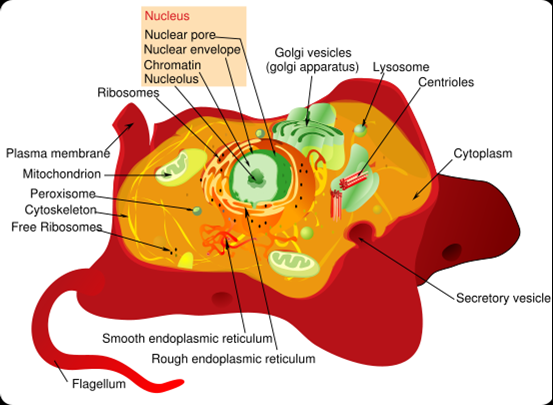 Nucleus
Nuclear pore
Nuclear envelope
Chromatin
Nucleolus
Ribosomes
Golgi vesicles
(golgi apparatus)
Lysosome
Centrioles
Plasma membrane
Mitochondrion
Peroxisome
Cytoskeleton
Free Ribosomes
Cytoplasm
Secretory vesicle
Smooth endoplasmic reticulum
Rough endoplasmic reticulum
Flagellum